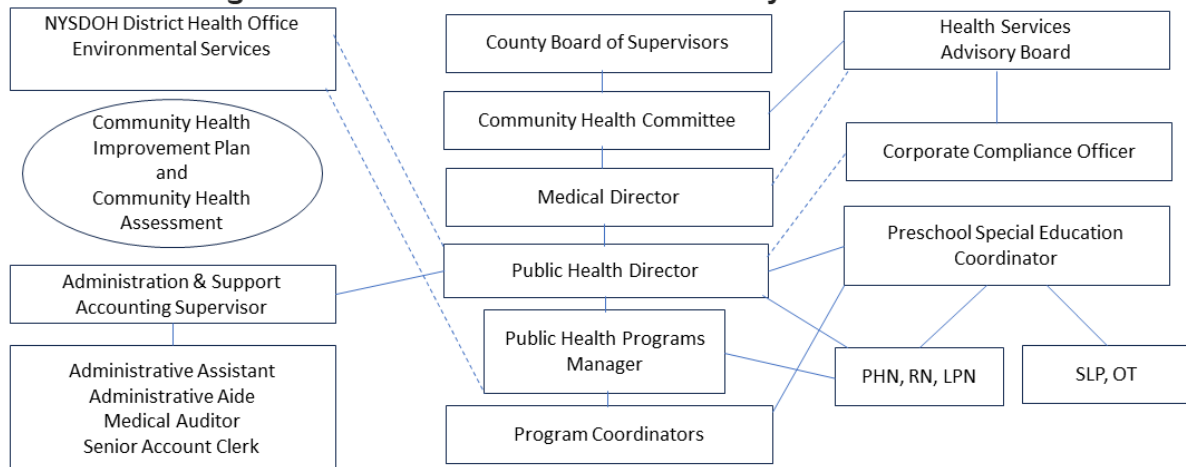 NYSDOH District Health Office
Environmental Services
County Board of Supervisors
Health Services
Advisory Board
Community Health
Improvement Plan
and
Community Health
Assessment
Community Health Committee
Corporate Compliance Officer
Medical Director
Preschool Special Education
Coordinator
Administration & Support
Accounting Supervisor
Public Health Director
Public Health Programs
Manager
PHN, RN, LPN
SLP, OT
Administrative Assistant
Administrative Aide
Medical Auditor
Senior Account Clerk
Program Coordinators